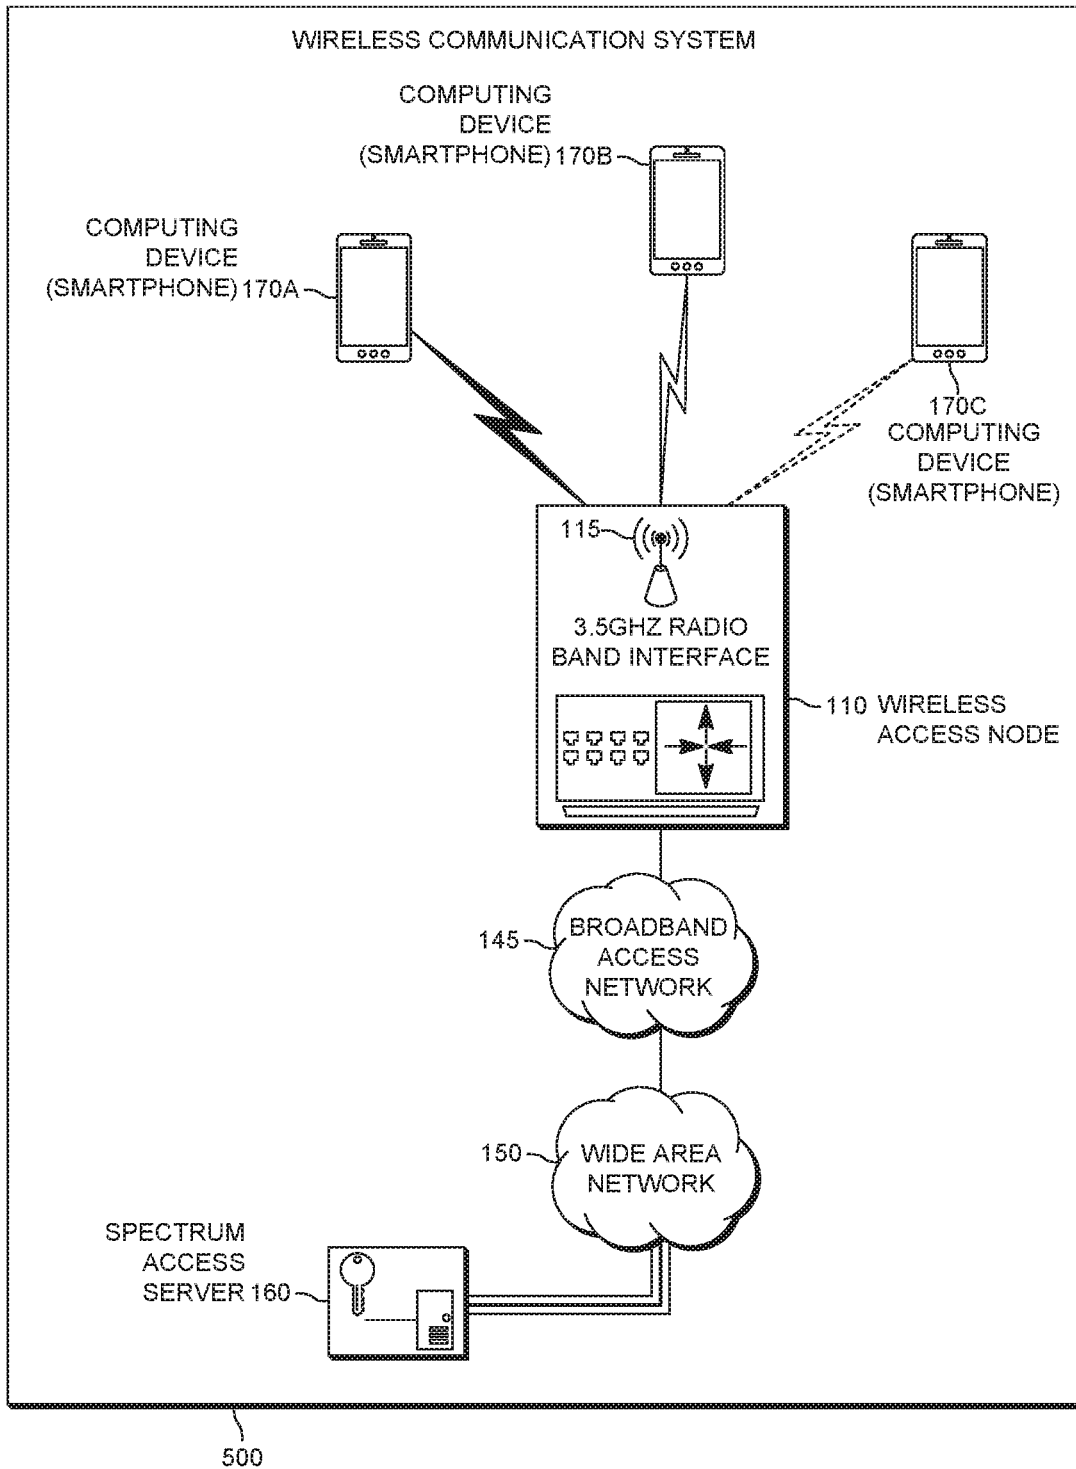 WIRELESS COMMUNICATION SYSTEM
COMPUTING
DEVICE
(SMARTPHONE) 170B
COMPUTING
DEVICE
(SMARTPHONE) 170A
170C
COMPUTING
DEVICE
(SMARTPHONE)
115
3.5GHZ RADIO
BAND INTERFACE
110 WIRELESS
ACCESS NODE
145
BROADBAND
ACCESS
NETWORK
150
WIDE AREA
NETWORK
SPECTRUM
ACCESS
SERVER 160
500